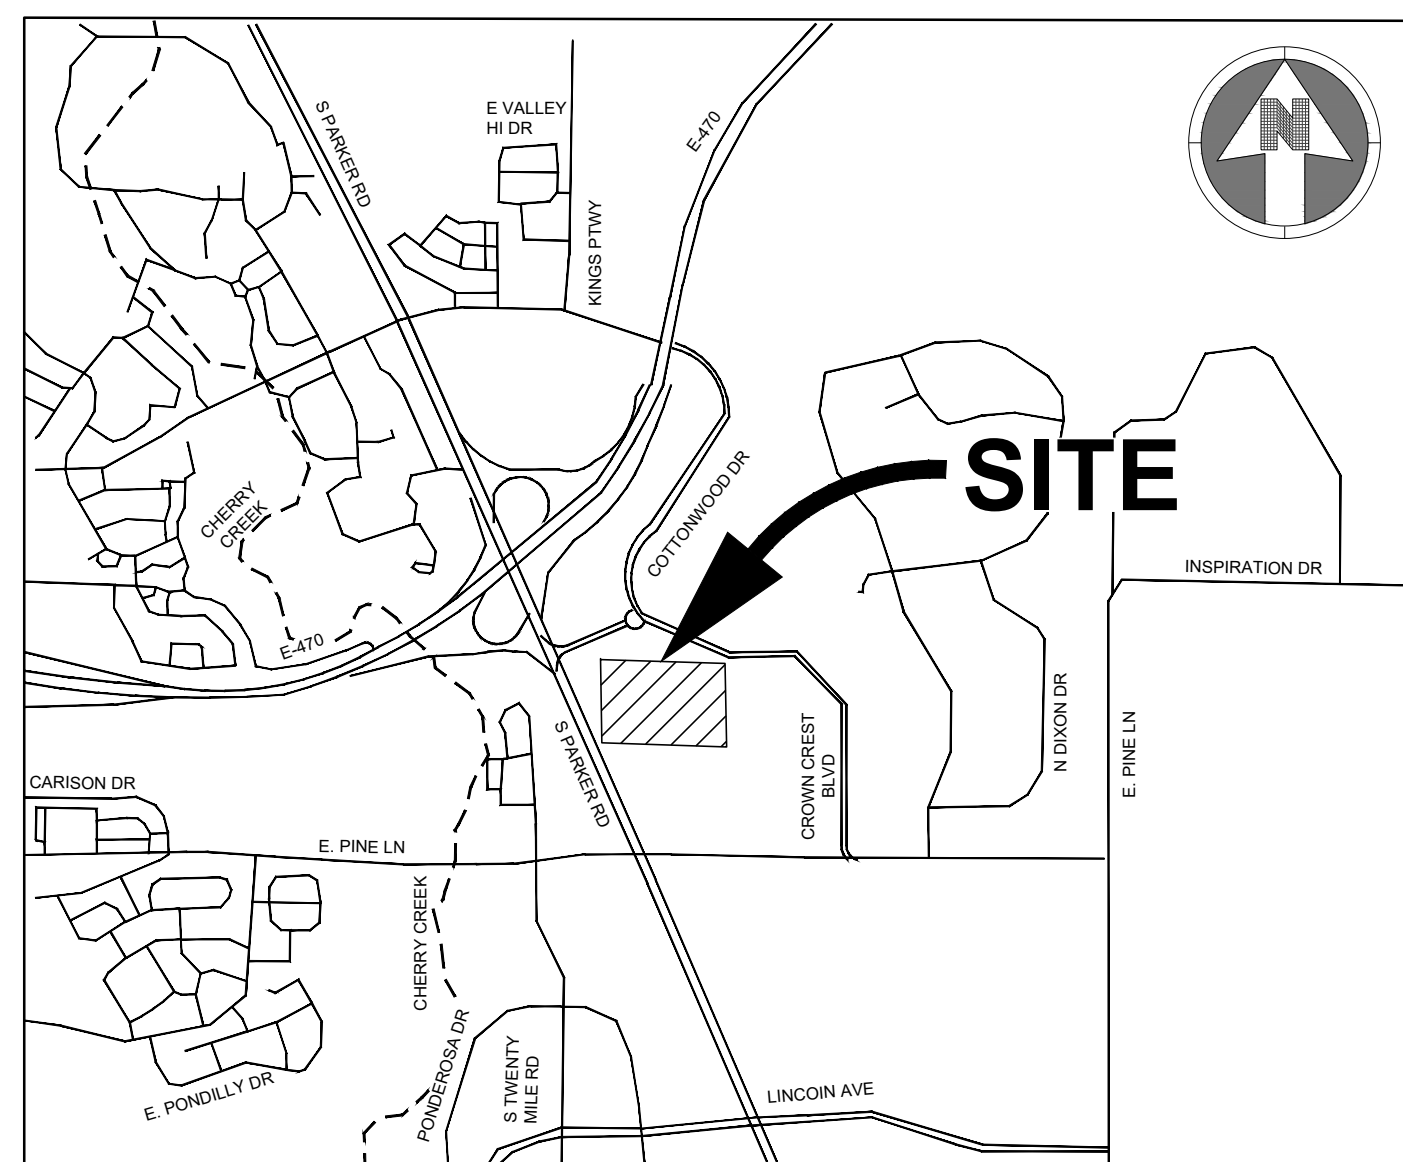 S PARKER RD
E VALLEY
HI DR
E-470
N
KINGS PTWY
COTTONWOOD DR
SITE
CHERRY
CREEK
INSPIRATION DR
E-470
S PARKER RD
CROWN CREST
BLVD
N DIXON DR
E. PINE LN
CARISON DR
E. PINE LN
CHERRY CREEK
PONDEROSA DR
S TWENTY
MILE RD
E. PONDILLY DR
LINCOIN AVE